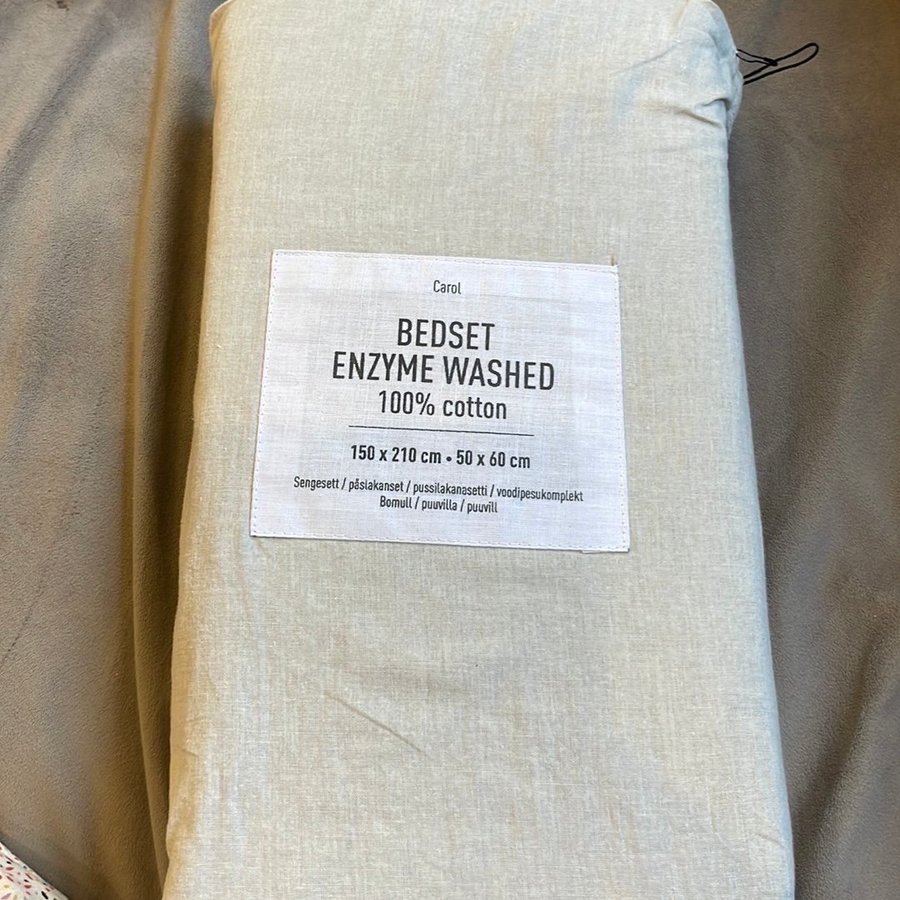 Carol
BEDSET
ENZYME WASHED
100% cotton
150 x 210 cm • 50 x 60 cm
Sengesett / påslakanset / pussilakanasetti / voodipesukomplekt
Bomull / puuvilla / puuvill